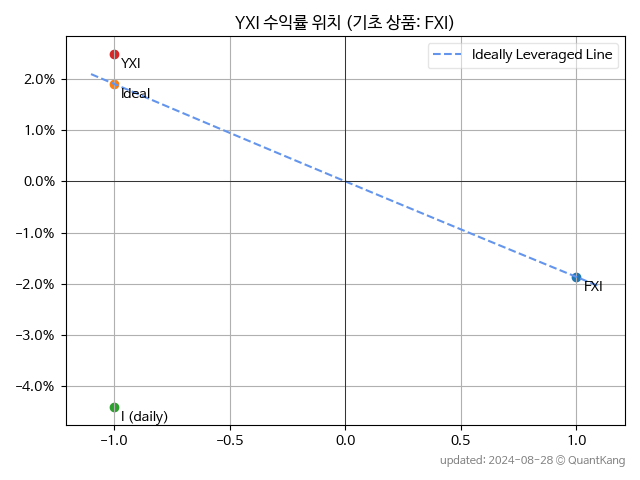 YXI 수익률 위치 (기초 상품: FXI)
Ideally Leveraged Line
YXI
Ideal
FXI
I (daily)
2.0%
1.0%
0.0%
−1.0%
−2.0%
−3.0%
−4.0%
−1.0
−0.5
0.0
0.5
1.0
updated: 2024-08-28 © QuantKang